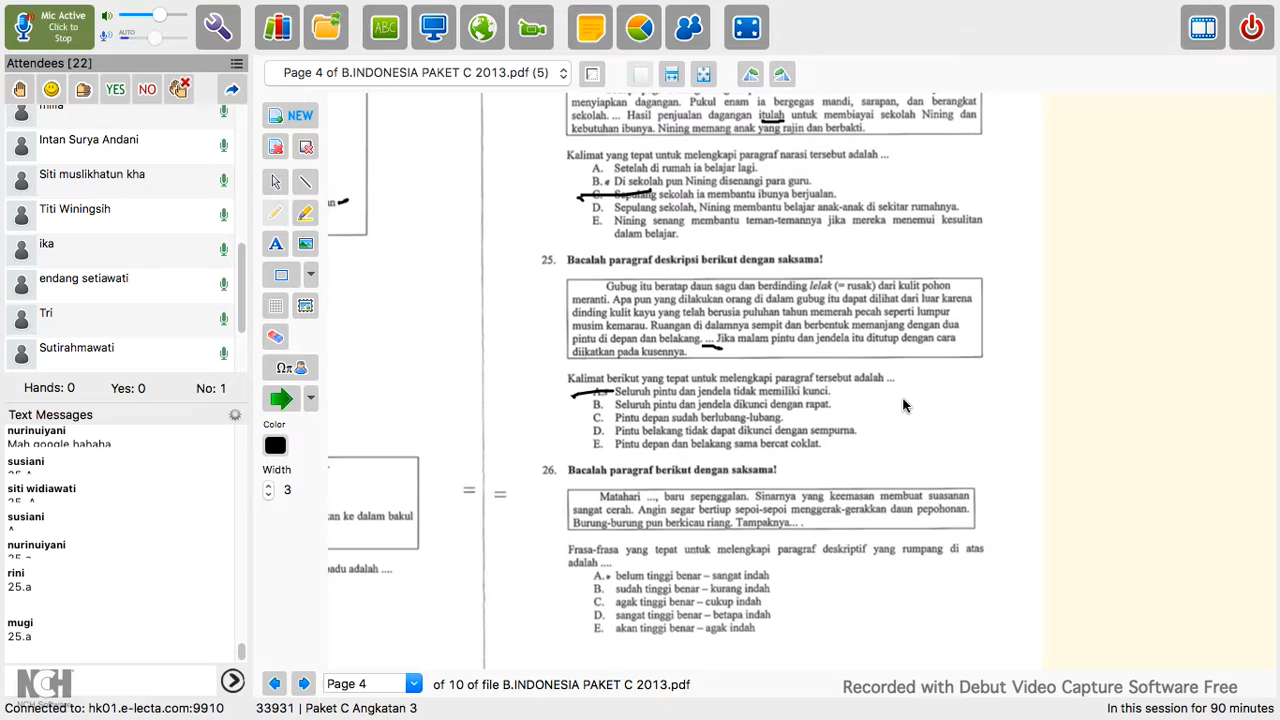 Mic Active
Click to
Stop
AUTO
ABC
Attendees [22]
YES
NO
Page 4 of B.INDONESIA PAKET C 2013.pdf (5)
Intan Surya Andani
Siti muslikhatun kha
Titi Winingsih
ika
endang setiawati
Tri
Sutirahmawati
Hands: 0
Yes: 0
No: 1
Text Messages
nurinuiyani
Mah google hahaba
susiani
25 A
siti widiawati
25 A
susiani
nurinuiyani
rini
25.a
mugi
25.a
NEW
Ωπ
Color
Width
3
menyiapkan dagangan. Pukul enam ia bergegas mandi, sarapan, dan berangkat
sekolah. ... Hasil penjualan dagangan itulah untuk membiayai sekolah Nining dan
kebutuhan ibunya. Nining memang anak yang rajin dan berbakti.
Kalimat yang tepat untuk melengkapi paragraf narasi tersebut adalah ...
A. Setelah di rumah ia belajar lagi.
B. Di sekolah pun Nining disenangi para guru.
C. Sepulang sekolah ia membantu ibunya berjualan.
D. Sepulang sekolah, Nining membantu belajar anak-anak di sekitar rumahnya.
E. Nining senang membantu teman-temannya jika mereka menemui kesulitan
dalam belajar.
25. Bacalah paragraf deskripsi berikut dengan saksama!
Gubug itu beratap daun sagu dan berdinding lelak (= rusak) dari kulit pohon
meranti. Apa pun yang dilakukan orang di dalam gubug itu dapat dilihat dari luar karena
dinding kulit kayu yang telah berusia puluhan tahun memerah pecah seperti lumpur
musim kemarau. Ruangan di dalamnya sempit dan berbentuk memanjang dengan dua
pintu di depan dan belakang. ... Jika malam pintu dan jendela itu ditutup dengan cara
diikatkan pada kusennya.
Kalimat berikut yang tepat untuk melengkapi paragraf tersebut adalah ...
A. Seluruh pintu dan jendela tidak memiliki kunci.
B. Seluruh pintu dan jendela dikunci dengan rapat.
C. Pintu depan sudah berlubang-lubang.
D. Pintu belakang tidak dapat dikunci dengan sempurna.
E. Pintu depan dan belakang sama bercat coklat.
26. Bacalah paragraf berikut dengan saksama!
Matahari ..., baru sepenggalan. Sinarnya yang keemasan membuat suasanan
sangat cerah. Angin segar bertiup sepoi-sepoi menggerak-gerakkan daun pepohonan.
Burung-burung pun berkicau riang. Tampaknya... .
Frasa-frasa yang tepat untuk melengkapi paragraf deskriptif yang rumpang di atas
adalah ....
A. belum tinggi benar – sangat indah
B. sudah tinggi benar – kurang indah
C. agak tinggi benar – cukup indah
D. sangat tinggi benar – betapa indah
E. akan tinggi benar – agak indah
an
= =
kan ke dalam bakul
padu adalah ....
NCH
NCH Software
Page 4
of 10 of file B.INDONESIA PAKET C 2013.pdf
Recorded with Debut Video Capture Software Free
Connected to: hk01.e-lecta.com:9910
33931 | Paket C Angkatan 3
In this session for 90 minutes